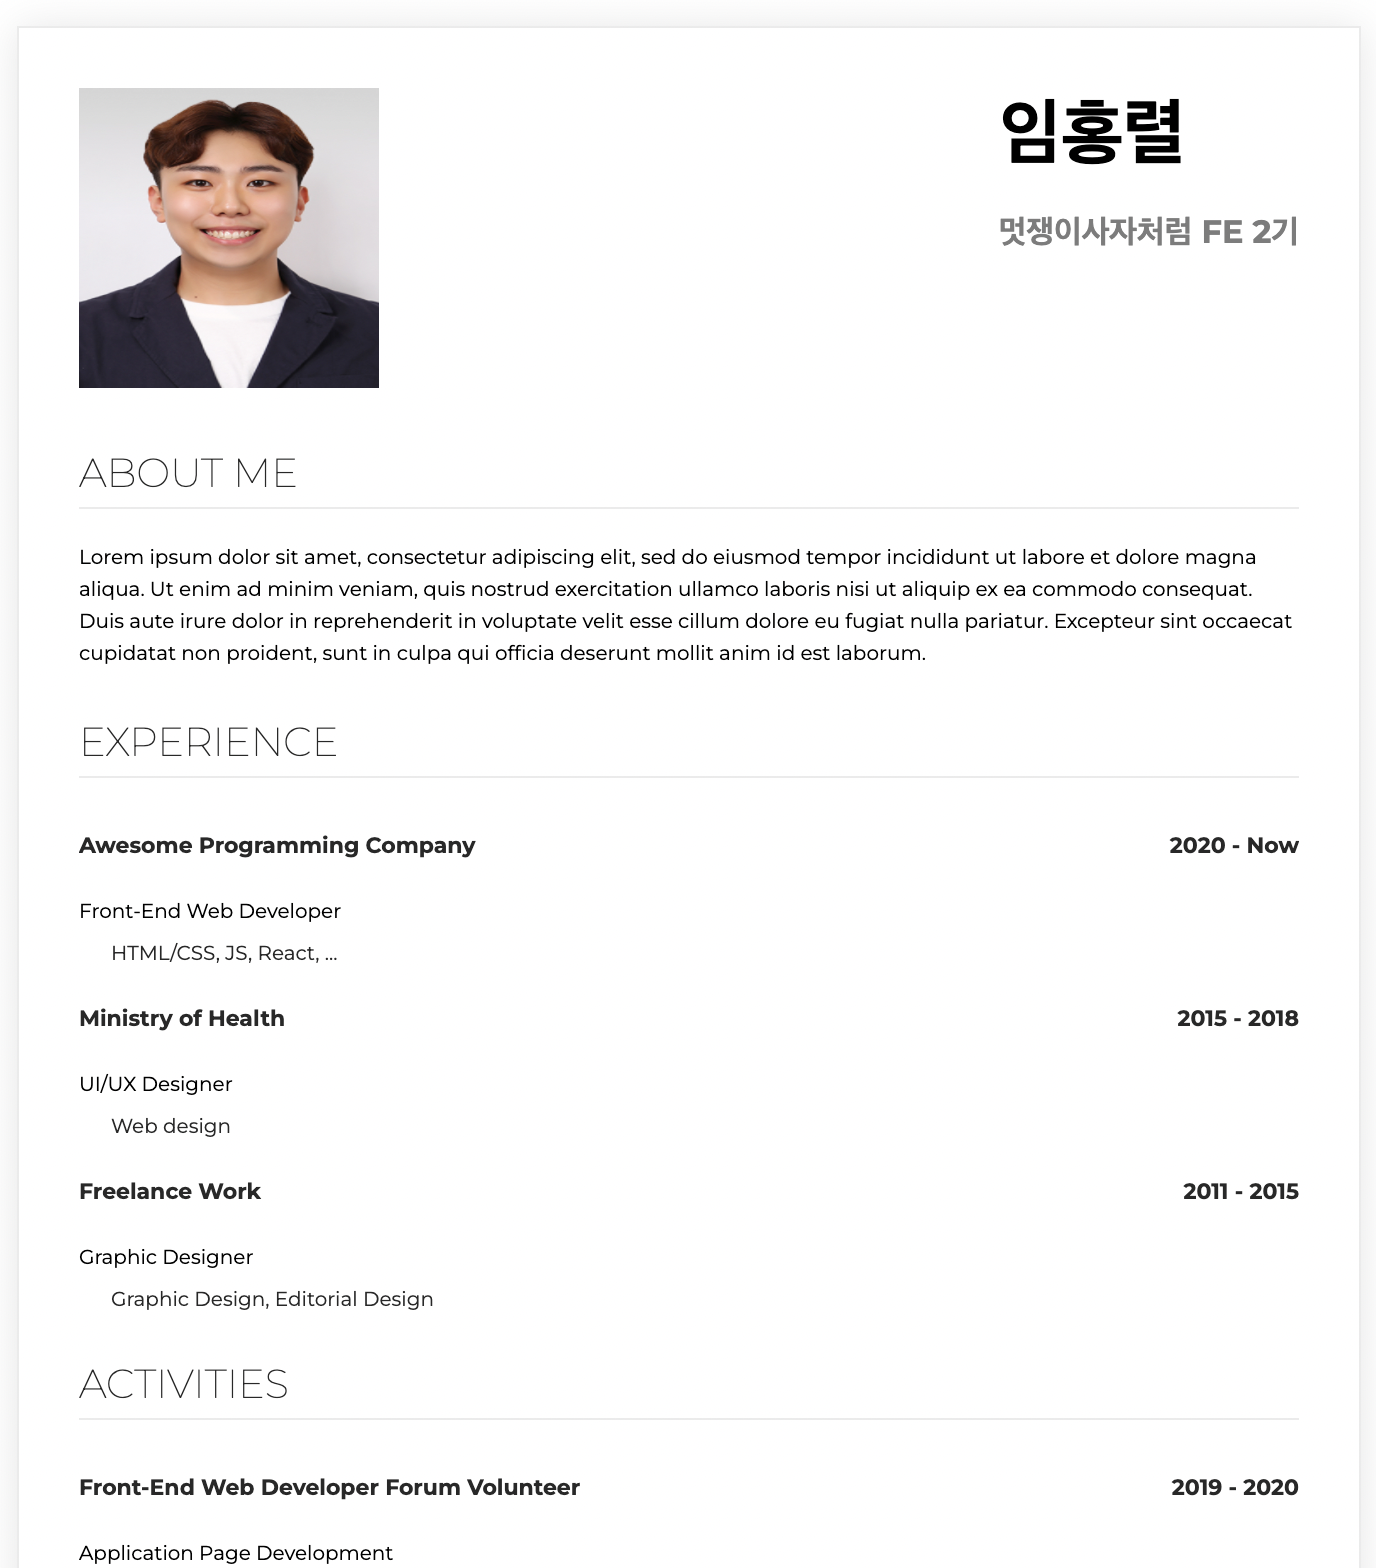 임홍렬
멋쟁이사자처럼 FE 2기
ABOUT ME
Lorem ipsum dolor sit amet, consectetur adipiscing elit, sed do eiusmod tempor incididunt ut labore et dolore magna
aliqua. Ut enim ad minim veniam, quis nostrud exercitation ullamco laboris nisi ut aliquip ex ea commodo consequat.
Duis aute irure dolor in reprehenderit in voluptate velit esse cillum dolore eu fugiat nulla pariatur. Excepteur sint occaecat
cupidatat non proident, sunt in culpa qui officia deserunt mollit anim id est laborum.
EXPERIENCE
Awesome Programming Company 2020 - Now
Front-End Web Developer
HTML/CSS, JS, React, ...
Ministry of Health 2015 - 2018
UI/UX Designer
Web design
Freelance Work 2011 - 2015
Graphic Designer
Graphic Design, Editorial Design
ACTIVITIES
Front-End Web Developer Forum Volunteer 2019 - 2020
Application Page Development